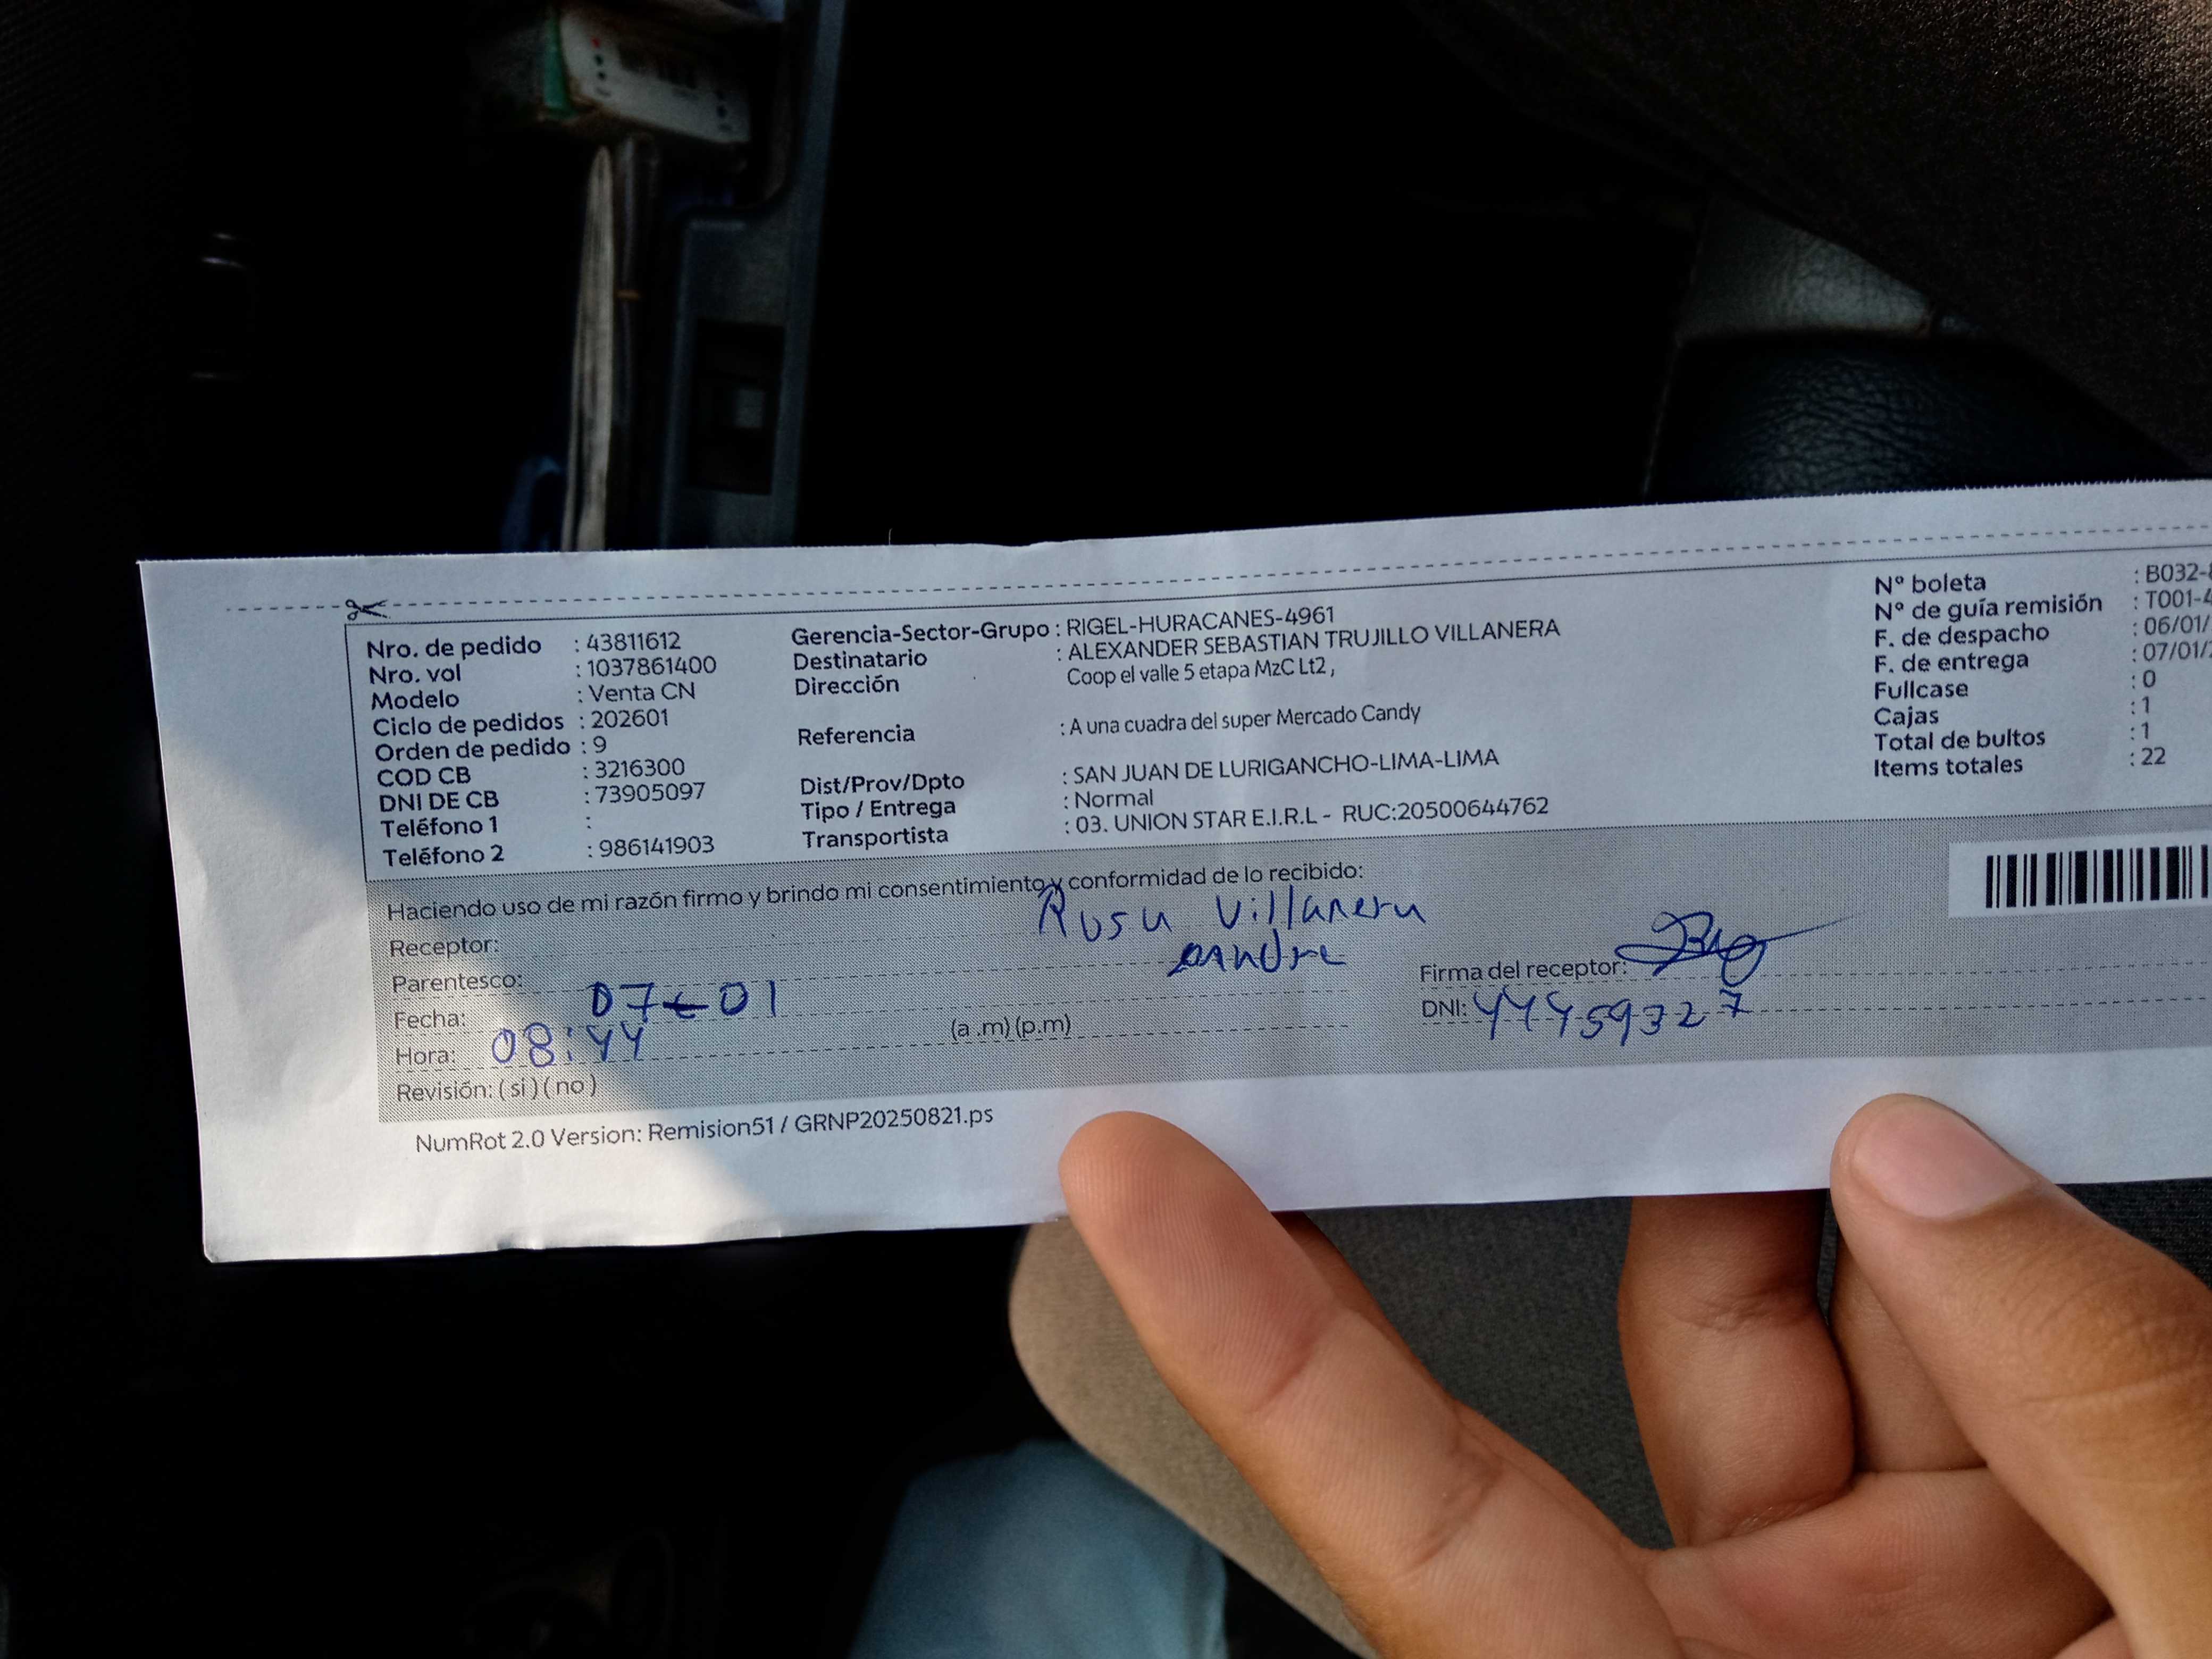 Nro. de pedido : 43811612
Nro. vol : 1037861400
Modelo : Venta CN
Ciclo de pedidos : 202601
Orden de pedido : 9
COD CB : 3216300
DNI DE CB : 73905097
Teléfono 1 :
Teléfono 2 : 986141903
Gerencia-Sector-Grupo : RIGEL-HURACANES-4961
Destinatario : ALEXANDER SEBASTIAN TRUJILLO VILLANERA
Dirección Coop el valle 5 etapa MzC Lt2,
Referencia : A una cuadra del super Mercado Candy
Dist/Prov/Dpto : SAN JUAN DE LURIGANCHO-LIMA-LIMA
Tipo / Entrega : Normal
Transportista : 03. UNION STAR E.I.R.L - RUC:20500644762
Nº boleta : B032-
Nº de guía remisión : T001-4
F. de despacho : 06/01/
F. de entrega : 07/01/
Fullcase : 0
Cajas : 1
Total de bultos : 1
Items totales : 22
Haciendo uso de mi razón firmo y brindo mi consentimiento y conformidad de lo recibido:
Receptor: Rosa Villanera
Parentesco:
Fecha: 07-01
Hora: 08:44 (a .m) (p.m)
Revisión: ( si ) ( no )
Firma del receptor:
DNI: 44459327
NumRot 2.0 Version: Remision51 / GRNP20250821.ps